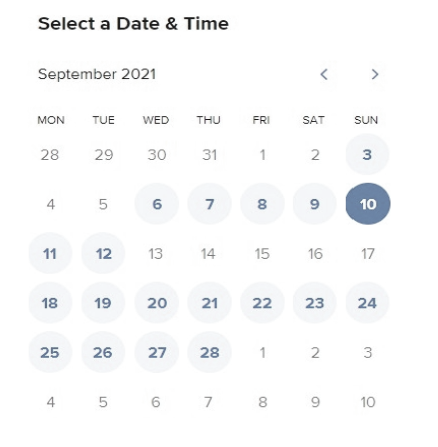 Select a Date & Time
September 2021
MON TUE WED THU FRI SAT SUN
28 29 30 31 1 2 3
4 5 6 7 8 9 10
11 12 13 14 15 16 17
18 19 20 21 22 23 24
25 26 27 28 1 2 3
4 5 6 7 8 9 10